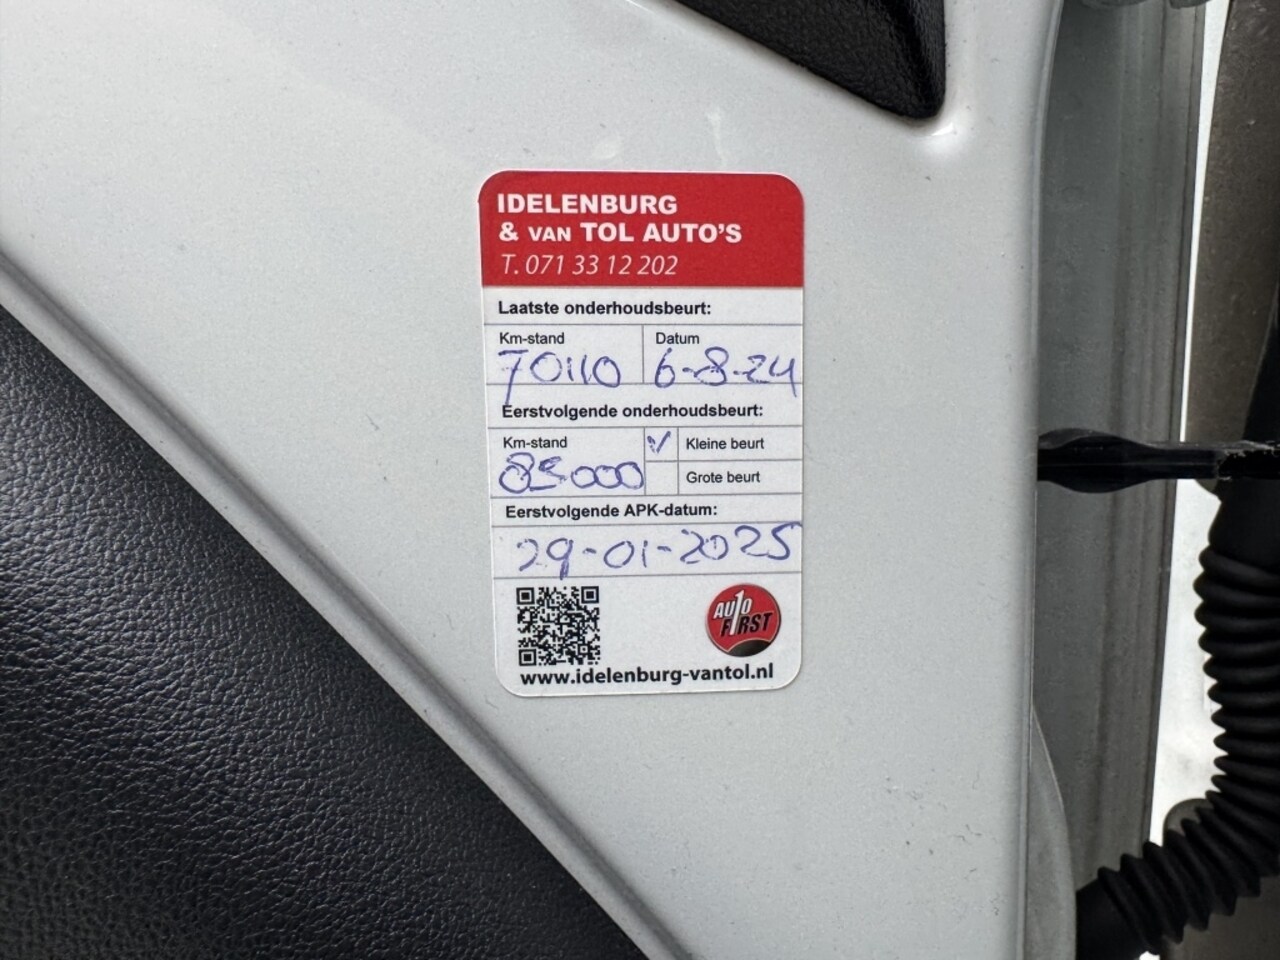 IDELENBURG
& VAN TOL AUTO'S
T. 071 33 12 202
Laatste onderhoudsbeurt:
Km-stand Datum
70110 6-8-24
Eerstvolgende onderhoudsbeurt:
Km-stand ✓ Kleine beurt
85000 Grote beurt
Eerstvolgende APK-datum:
29-01-2025
AUTO FIRST
www.idelenburg-vantol.nl